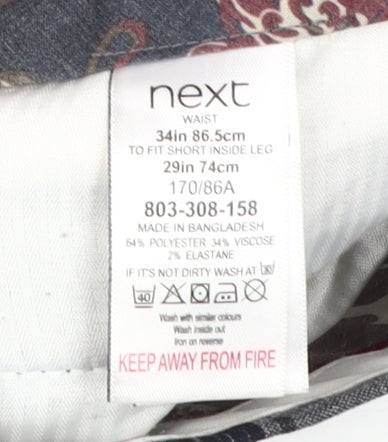 next
WAIST
34in 86.5cm
TO FIT SHORT INSIDE LEG
29in 74cm
170/86A
803-308-158
MADE IN BANGLADESH
64% POLYESTER 34% VISCOSE
2% ELASTANE
IF IT'S NOT DIRTY WASH AT 30
40
Wash with similar colours
Wash inside out
Iron on reverse
KEEP AWAY FROM FIRE